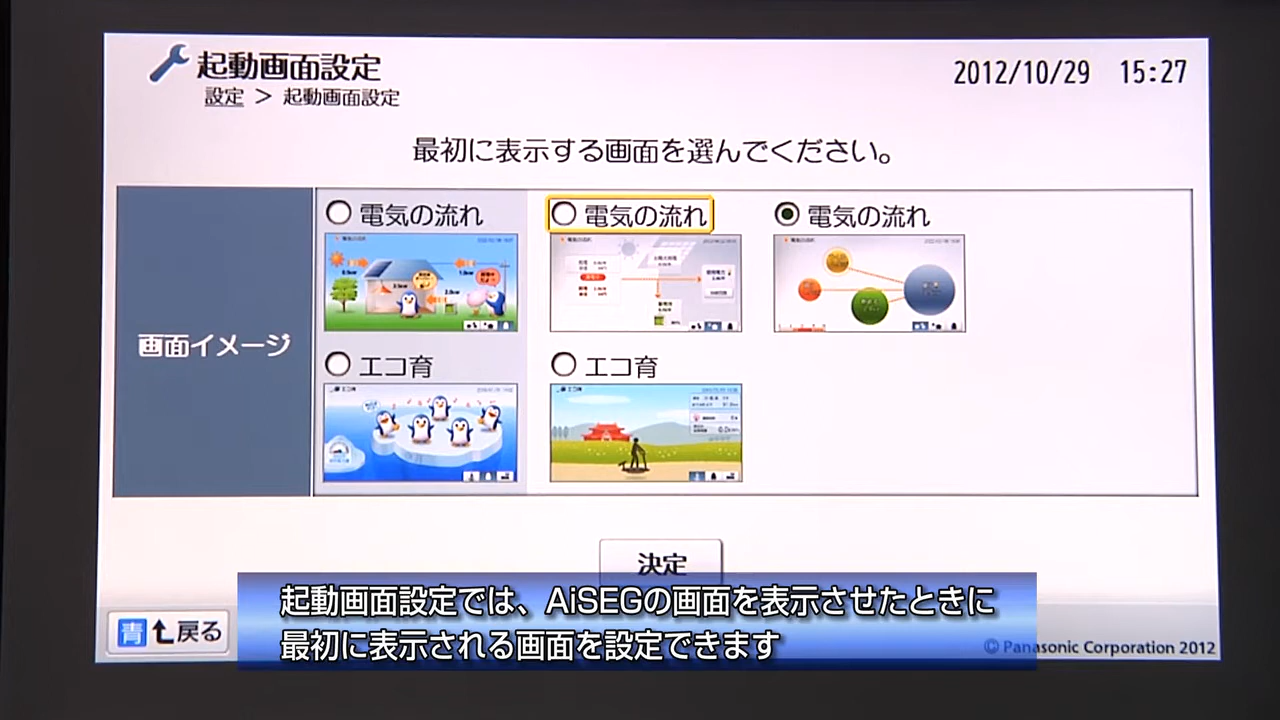 起動画面設定
2012/10/29 15:27
設定 > 起動画面設定
最初に表示する画面を選んでください。
画面イメージ
電気の流れ
電気の流れ
電気の流れ
エコ育
エコ育
決定
起動画面設定では、AiSEGの画面を表示させたときに
最初に表示される画面を設定できます
青 戻る
© Panasonic Corporation 2012